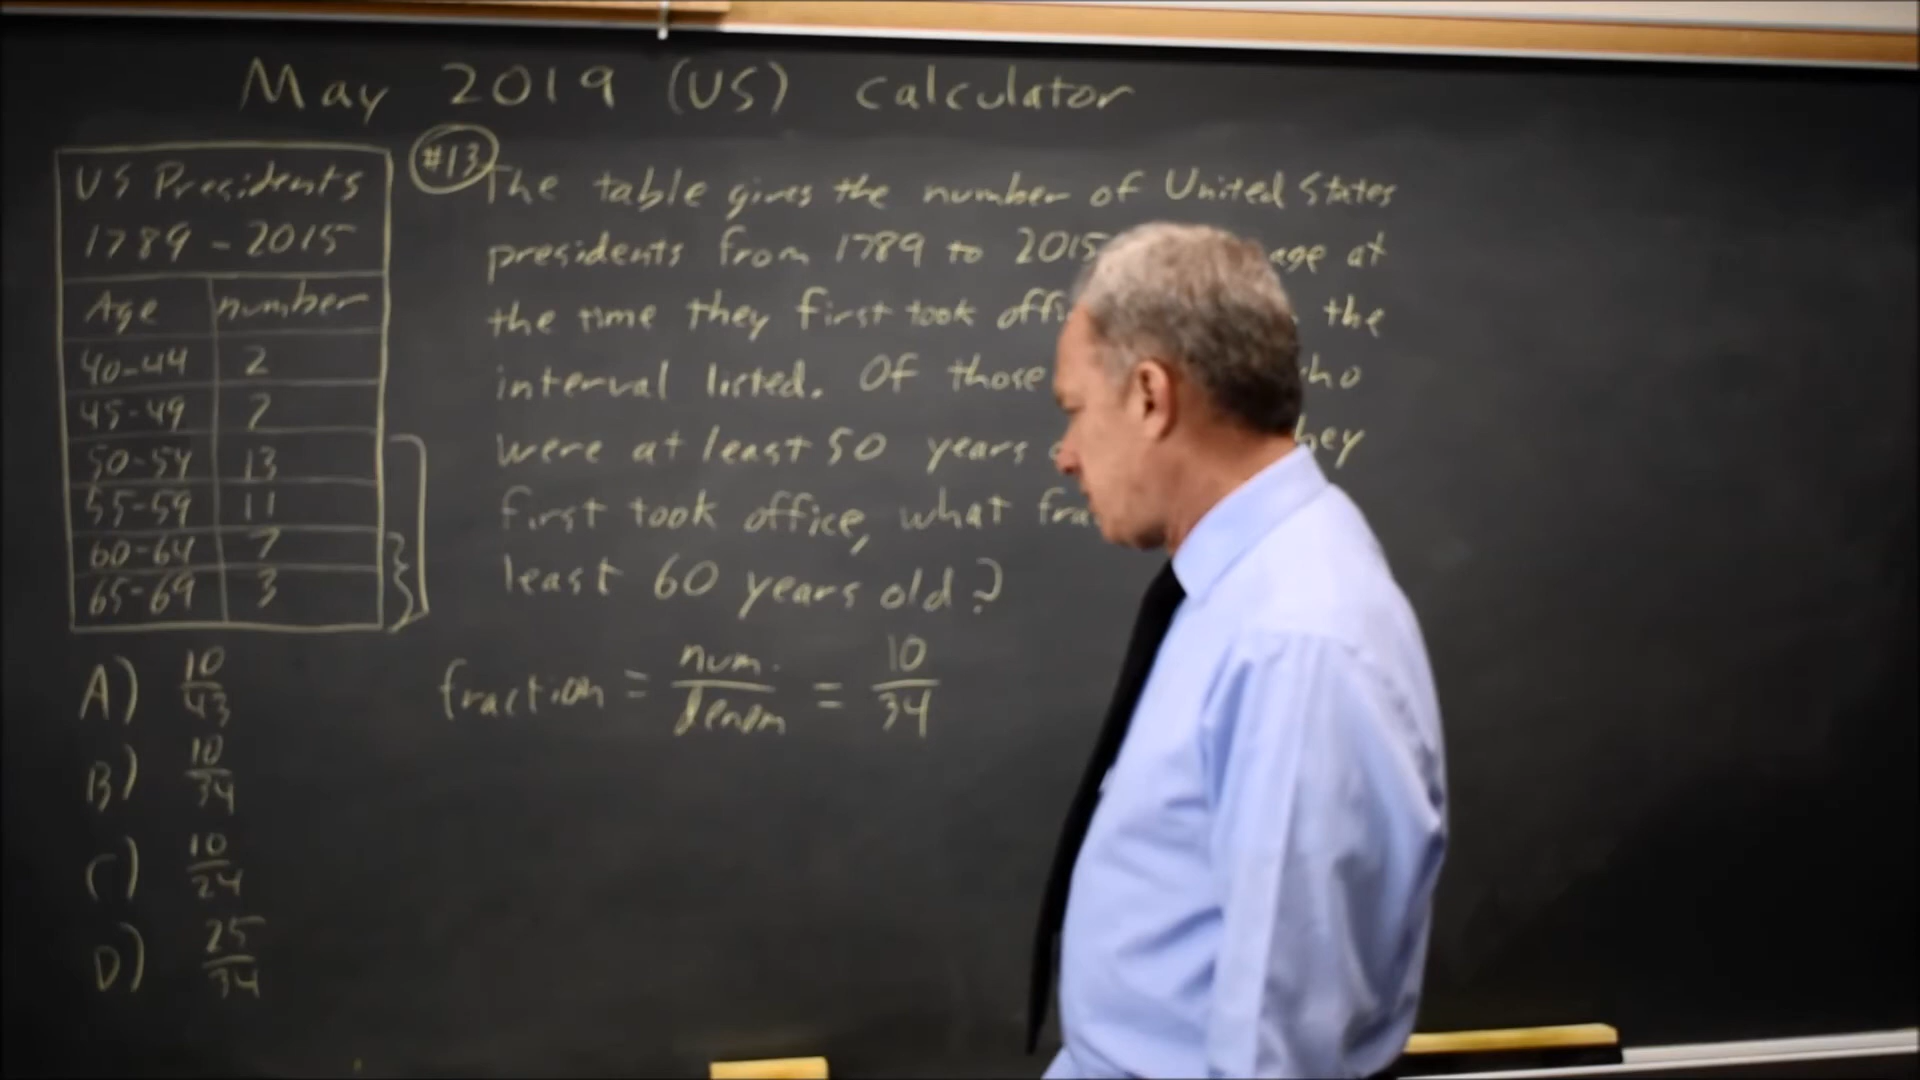 May 2019 (US) Calculator
US Presidents
1789 - 2015
Age number
40-44 2
45-49 7
50-54 13
55-59 11
60-64 7
65-69 3
#13
The table gives the number of United States
presidents from 1789 to 2015 age at
the time they first took the
interval listed. Of those
were at least 50 years
first took office, what
least 60 years old?
fraction = num. / denom = 10/34
A) 10/43
B) 10/34
C) 10/24
D) 25/34